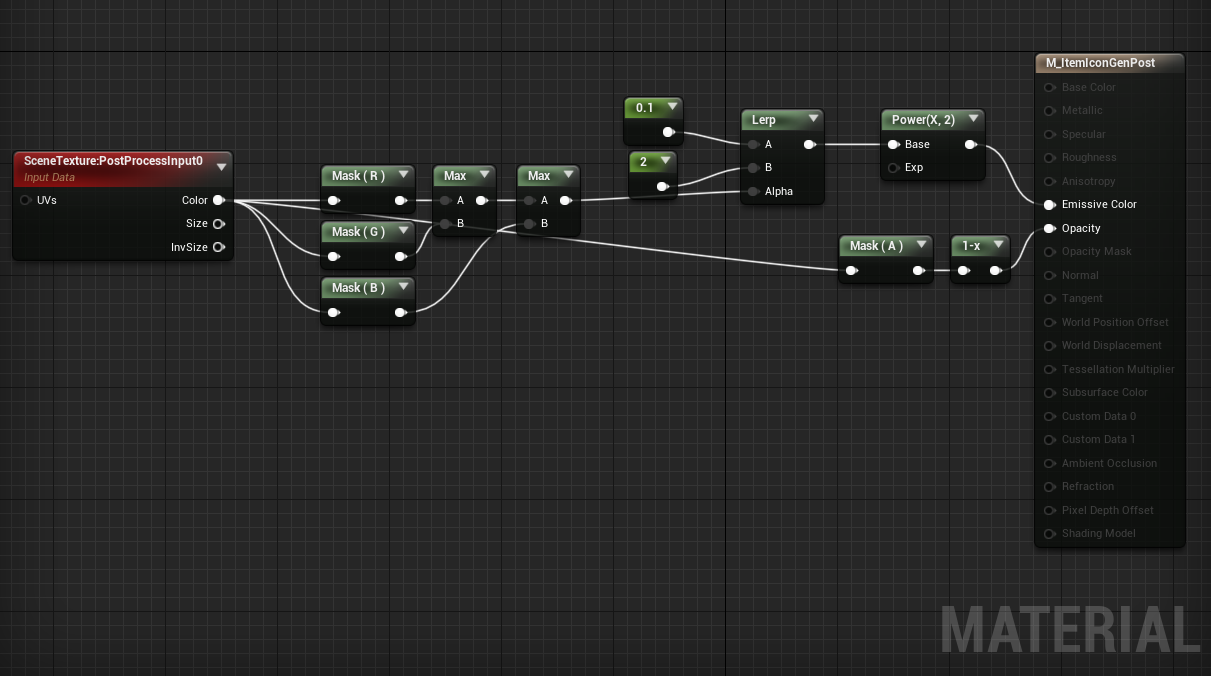 SceneTexture:PostProcessInput0
Input Data
UVs
Color
Size
InvSize
Mask ( R )
Mask ( G )
Mask ( B )
Max
A
B
Max
A
B
0.1
2
Lerp
A
B
Alpha
Power(X, 2)
Base
Exp
Mask ( A )
1-x
M_ItemIconGenPost
Base Color
Metallic
Specular
Roughness
Anisotropy
Emissive Color
Opacity
Opacity Mask
Normal
Tangent
World Position Offset
World Displacement
Tessellation Multiplier
Subsurface Color
Custom Data 0
Custom Data 1
Ambient Occlusion
Refraction
Pixel Depth Offset
Shading Model
MATERIAL